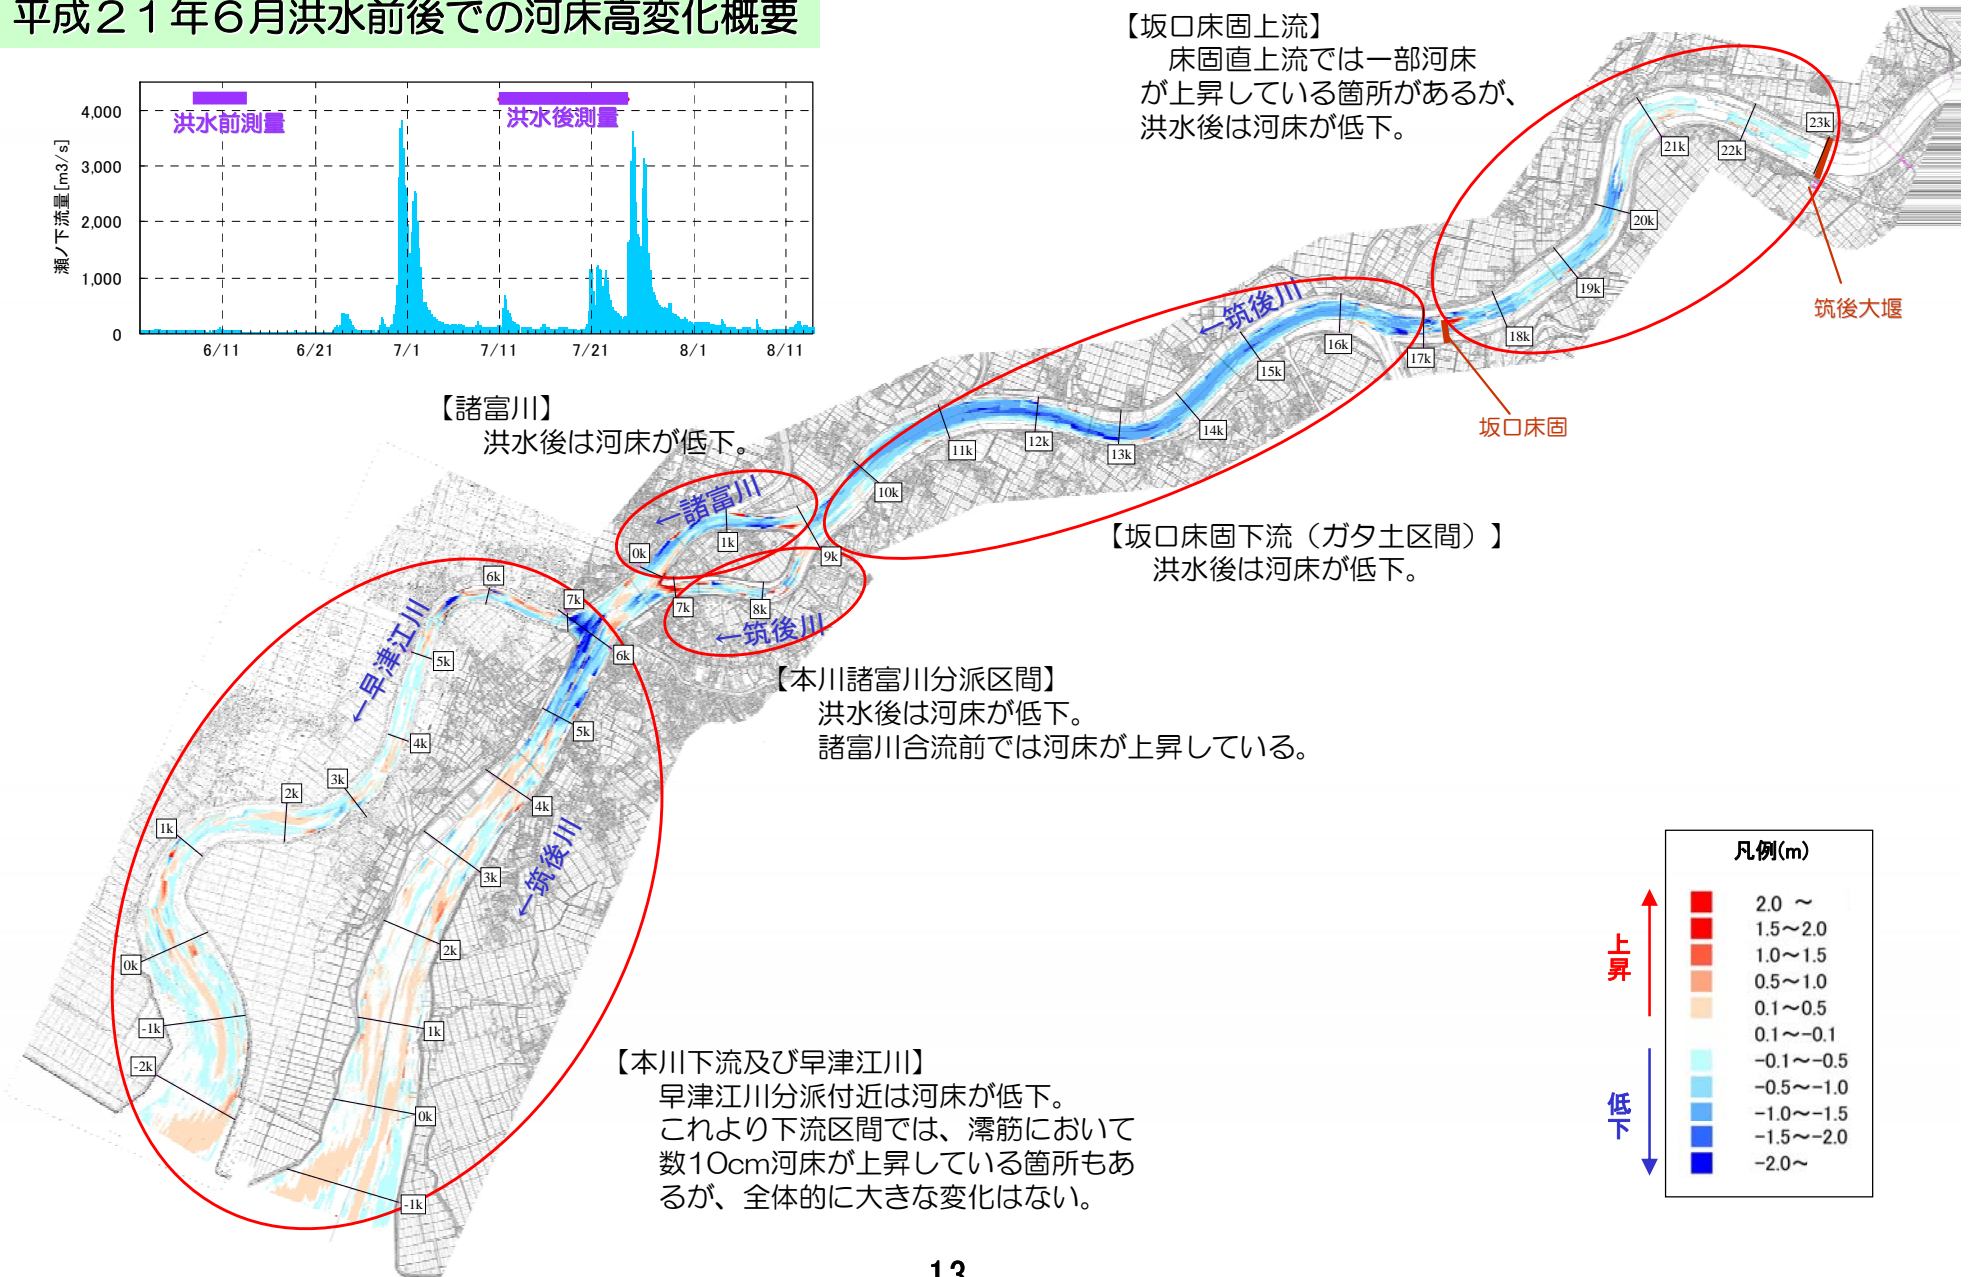 平成２１年６月洪水前後での河床高変化概要
瀬ノ下流量[m3/s]
4,000
3,000
2,000
1,000
0
洪水前測量
洪水後測量
6/11
6/21
7/1
7/11
7/21
8/1
8/11
【坂口床固上流】
床固直上流では一部河床
が上昇している箇所があるが、
洪水後は河床が低下。
23k
22k
21k
20k
19k
18k
17k
16k
15k
14k
13k
12k
11k
10k
9k
筑後大堰
坂口床固
←筑後川
【諸富川】
洪水後は河床が低下。
←諸富川
1k
0k
【坂口床固下流（ガタ土区間）】
洪水後は河床が低下。
8k
7k
←筑後川
【本川諸富川分派区間】
洪水後は河床が低下。
諸富川合流前では河床が上昇している。
7k
6k
5k
4k
3k
2k
1k
0k
-1k
-2k
←早津江川
6k
5k
4k
3k
2k
1k
0k
-1k
←筑後川
【本川下流及び早津江川】
早津江川分派付近は河床が低下。
これより下流区間では、澪筋において
数10cm河床が上昇している箇所もあ
るが、全体的に大きな変化はない。
凡例(m)
2.0 ～
1.5～2.0
1.0～1.5
0.5～1.0
0.1～0.5
0.1～-0.1
-0.1～-0.5
-0.5～-1.0
-1.0～-1.5
-1.5～-2.0
-2.0～
上昇
低下
13